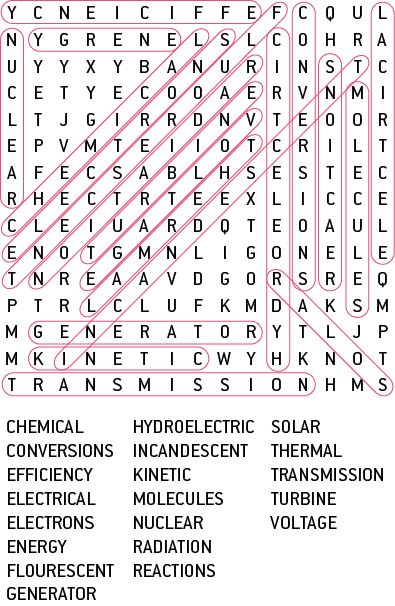 Y C N E I C I F F E F C Q U L
N Y G R E N E L S L C O H R A
U Y Y X Y B A N U R I N S T C
C E T Y E C O O A E R V N M I
L T J G I R R D N V T E O O R
E P V M T E I I O T C R I L T
A F E C S A B L H S E S T E C
R H E C T R T E E X L I C C E
C L E I U A R D Q T E O A U L
E N O T G M N L I G O N E L E
T N R E A A V D G O R S R E Q
P T R L C L U F K M D A K S M
M G E N E R A T O R Y T L J P
M K I N E T I C W Y H K N O T
T R A N S M I S S I O N H M S
CHEMICAL HYDROELECTRIC SOLAR
CONVERSIONS INCANDESCENT THERMAL
EFFICIENCY KINETIC TRANSMISSION
ELECTRICAL MOLECULES TURBINE
ELECTRONS NUCLEAR VOLTAGE
ENERGY RADIATION
FLOURESCENT REACTIONS
GENERATOR